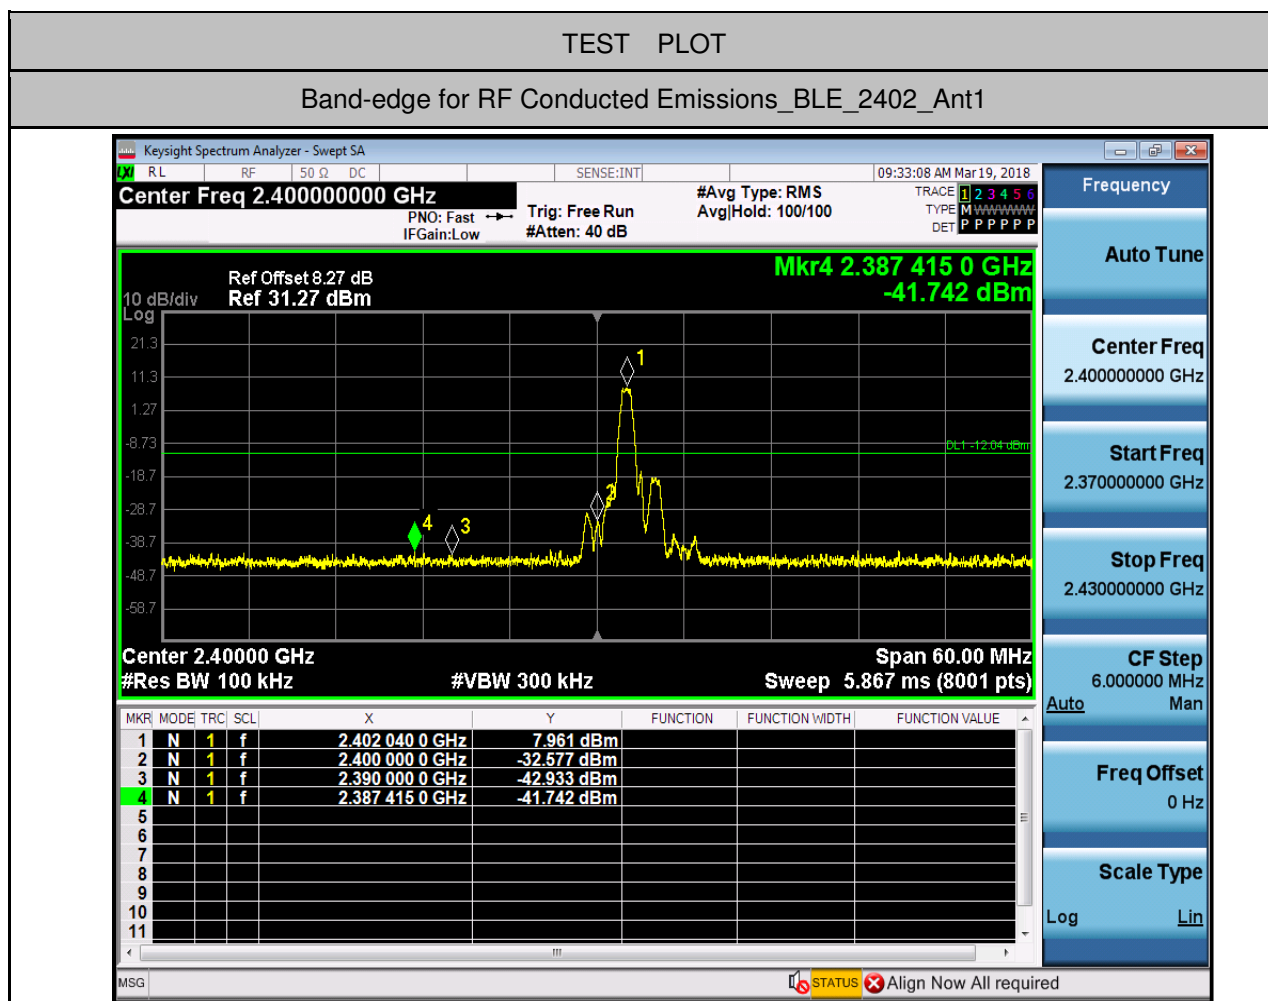 TEST PLOT
Band-edge for RF Conducted Emissions_BLE_2402_Ant1
Keysight Spectrum Analyzer - Swept SA
LXI RL RF 50 Ω DC SENSE:INT 09:33:08 AM Mar 19, 2018
Center Freq 2.400000000 GHz
PNO: Fast
IFGain:Low
Trig: Free Run
#Atten: 40 dB
#Avg Type: RMS
Avg|Hold: 100/100
TRACE 1 2 3 4 5 6
TYPE M W W W W W
DET P P P P P P
Mkr4 2.387 415 0 GHz
-41.742 dBm
Ref Offset 8.27 dB
10 dB/div Ref 31.27 dBm
Log
21.3
11.3
1.27
-8.73
-18.7
-28.7
-38.7
-48.7
-58.7
1
2
3
4
DL1 -12.04 dBm
Center 2.40000 GHz Span 60.00 MHz
#Res BW 100 kHz #VBW 300 kHz Sweep 5.867 ms (8001 pts)
MKR MODE TRC SCL X Y FUNCTION FUNCTION WIDTH FUNCTION VALUE
1 N 1 f 2.402 040 0 GHz 7.961 dBm
2 N 1 f 2.400 000 0 GHz -32.577 dBm
3 N 1 f 2.390 000 0 GHz -42.933 dBm
4 N 1 f 2.387 415 0 GHz -41.742 dBm
5
6
7
8
9
10
11
MSG STATUS Align Now All required
Frequency
Auto Tune
Center Freq
2.400000000 GHz
Start Freq
2.370000000 GHz
Stop Freq
2.430000000 GHz
CF Step
6.000000 MHz
Auto Man
Freq Offset
0 Hz
Scale Type
Log Lin